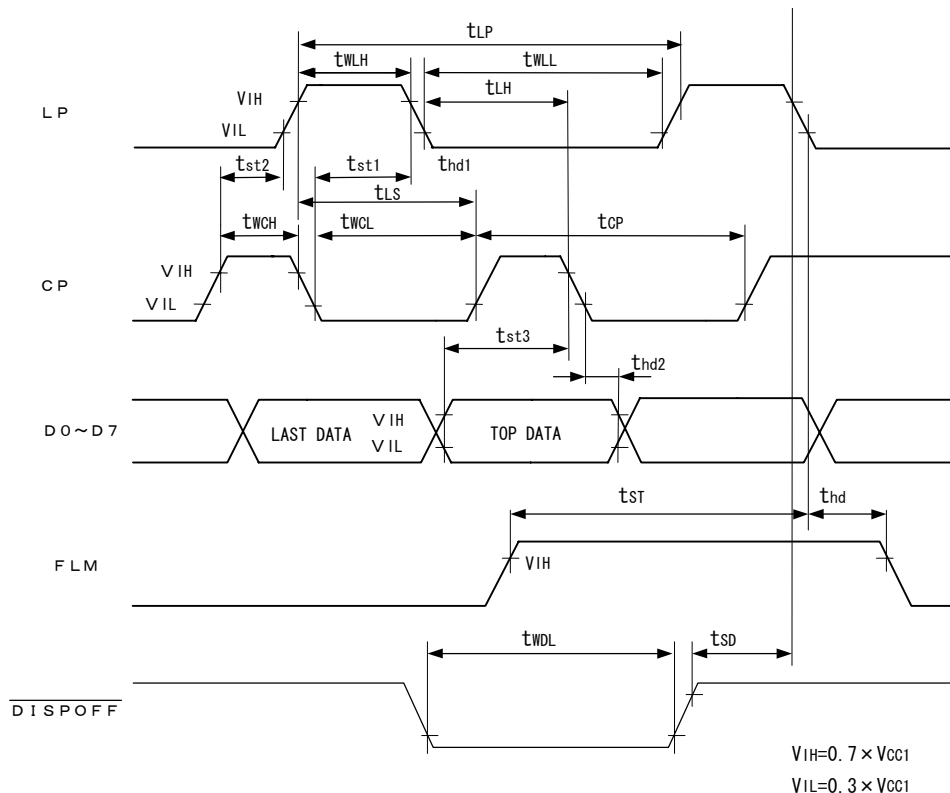 tLP
tWLH
tWLL
tLH
VIH
LP
VIL
tst2
tst1
thd1
tLS
tWCH
tWCL
tCP
VIH
CP
VIL
tst3
thd2
D0~D7
LAST DATA
VIH
VIL
TOP DATA
tST
thd
FLM
VIH
tWDL
tSD
DISPOFF
VIH=0.7×VCC1
VIL=0.3×VCC1